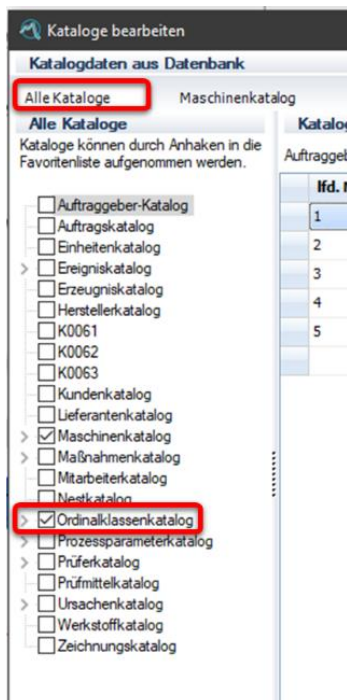 Kataloge bearbeiten
Katalogdaten aus Datenbank
Alle Kataloge Maschinenkatalog
Alle Kataloge
Kataloge können durch Anhaken in die
Favoritenliste aufgenommen werden.
Auftraggeber-Katalog
Auftragskatalog
Einheitenkatalog
Ereigniskatalog
Erzeugniskatalog
Herstellerkatalog
K0061
K0062
K0063
Kundenkatalog
Lieferantenkatalog
Maschinenkatalog
Maßnahmenkatalog
Mitarbeiterkatalog
Nestkatalog
Ordinalklassenkatalog
Prozessparameterkatalog
Prüferkatalog
Prüfmittelkatalog
Ursachenkatalog
Werkstoffkatalog
Zeichnungskatalog
Katalog
Auftraggeb
lfd. N
1
2
3
4
5